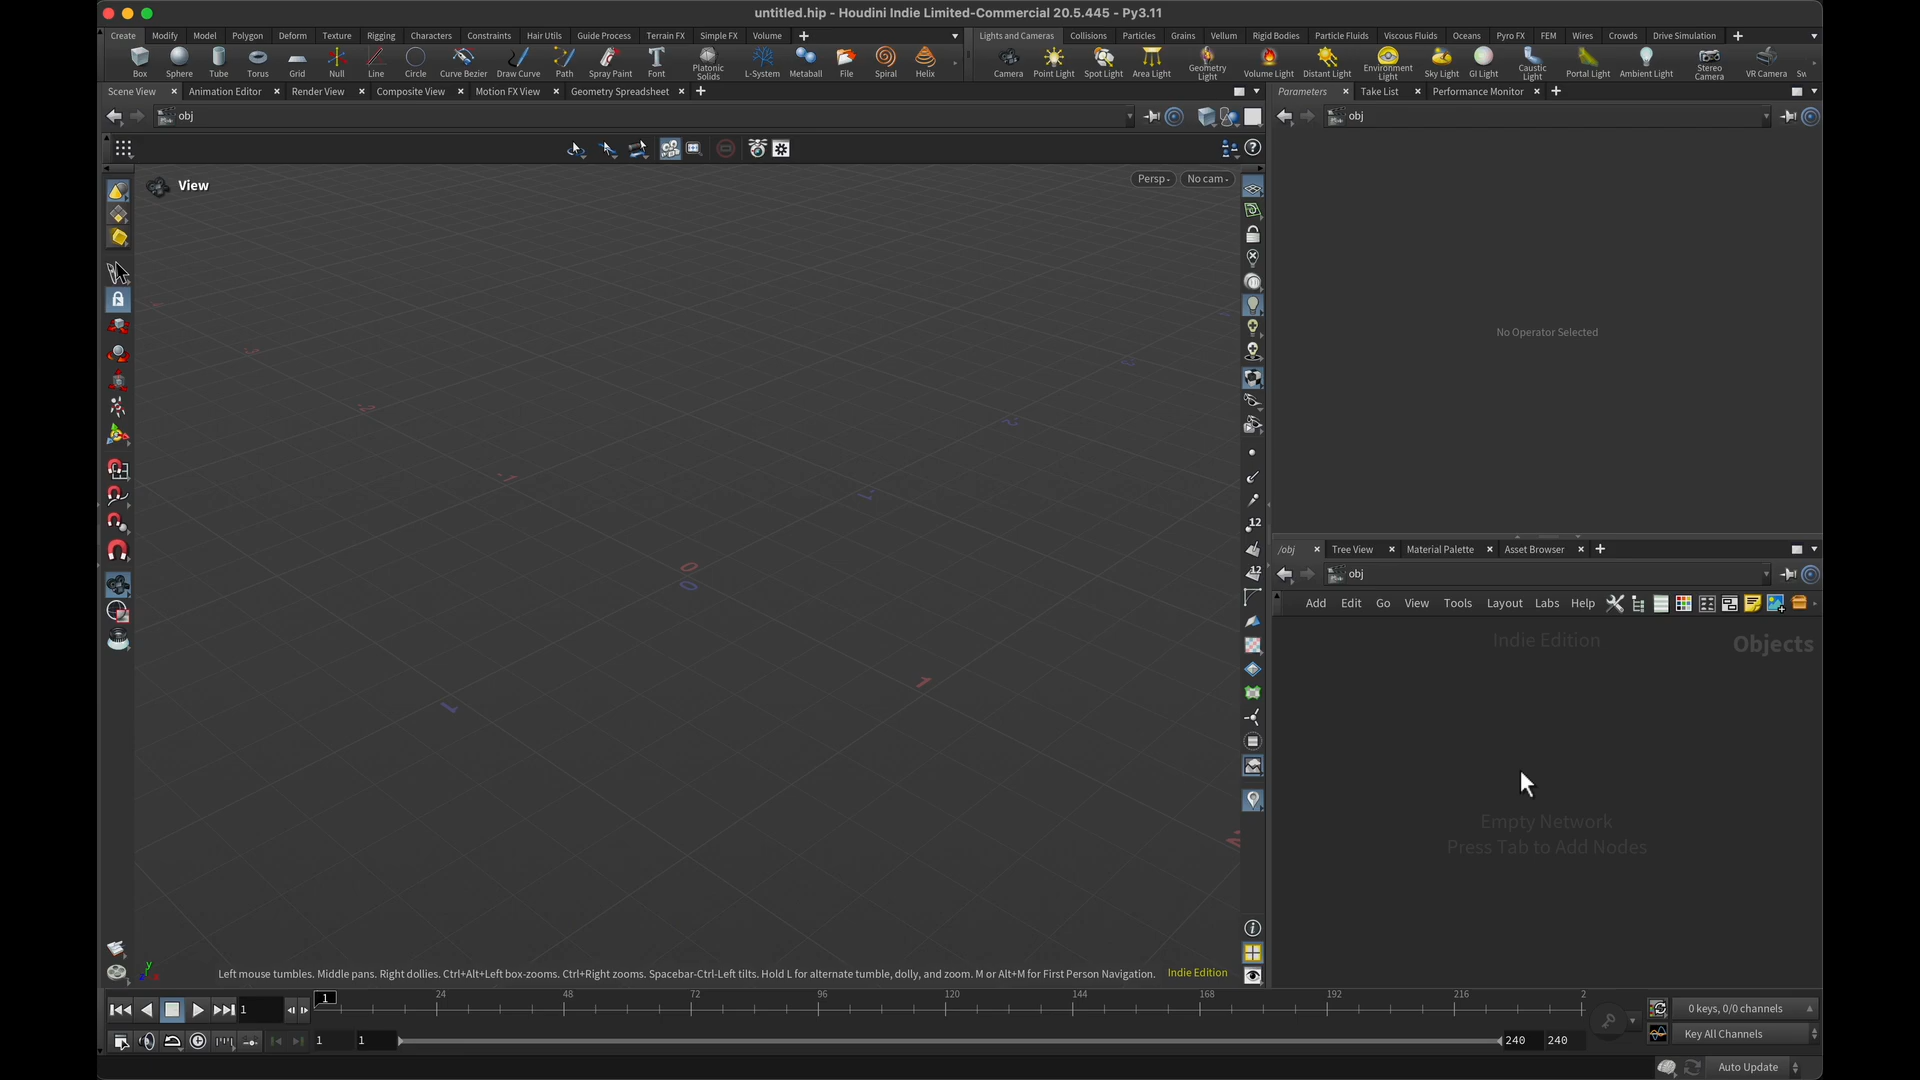 untitled.hip - Houdini Indie Limited-Commercial 20.5.445 - Py3.11
Create Modify Model Polygon Deform Texture Rigging Characters Constraints Hair Utils Guide Process Terrain FX Simple FX Volume
Lights and Cameras Collisions Particles Grains Vellum Rigid Bodies Particle Fluids Viscous Fluids Oceans Pyro FX FEM Wires Crowds Drive Simulation
Box Sphere Tube Torus Grid Null Line Circle Curve Bezier Draw Curve Path Spray Paint Font Platonic Solids L-System Metaball File Spiral Helix
Camera Point Light Spot Light Area Light Geometry Light Volume Light Distant Light Environment Light Sky Light GI Light Caustic Light Portal Light Ambient Light Stereo Camera VR Camera Sw
Scene View Animation Editor Render View Composite View Motion FX View Geometry Spreadsheet
Parameters Take List Performance Monitor
obj
obj
View
Persp
No cam
No Operator Selected
/obj Tree View Material Palette Asset Browser
obj
Add Edit Go View Tools Layout Labs Help
Indie Edition
Objects
Empty Network
Press Tab to Add Nodes
0
0
1
1
12
12
Left mouse tumbles. Middle pans. Right dollies. Ctrl+Alt+Left box-zooms. Ctrl+Right zooms. Spacebar-Ctrl-Left tilts. Hold L for alternate tumble, dolly, and zoom. M or Alt+M for First Person Navigation.
Indie Edition
1
1 24 48 72 96 120 144 168 192 216 2
0 keys, 0/0 channels
1 1 240 240
Key All Channels
Auto Update